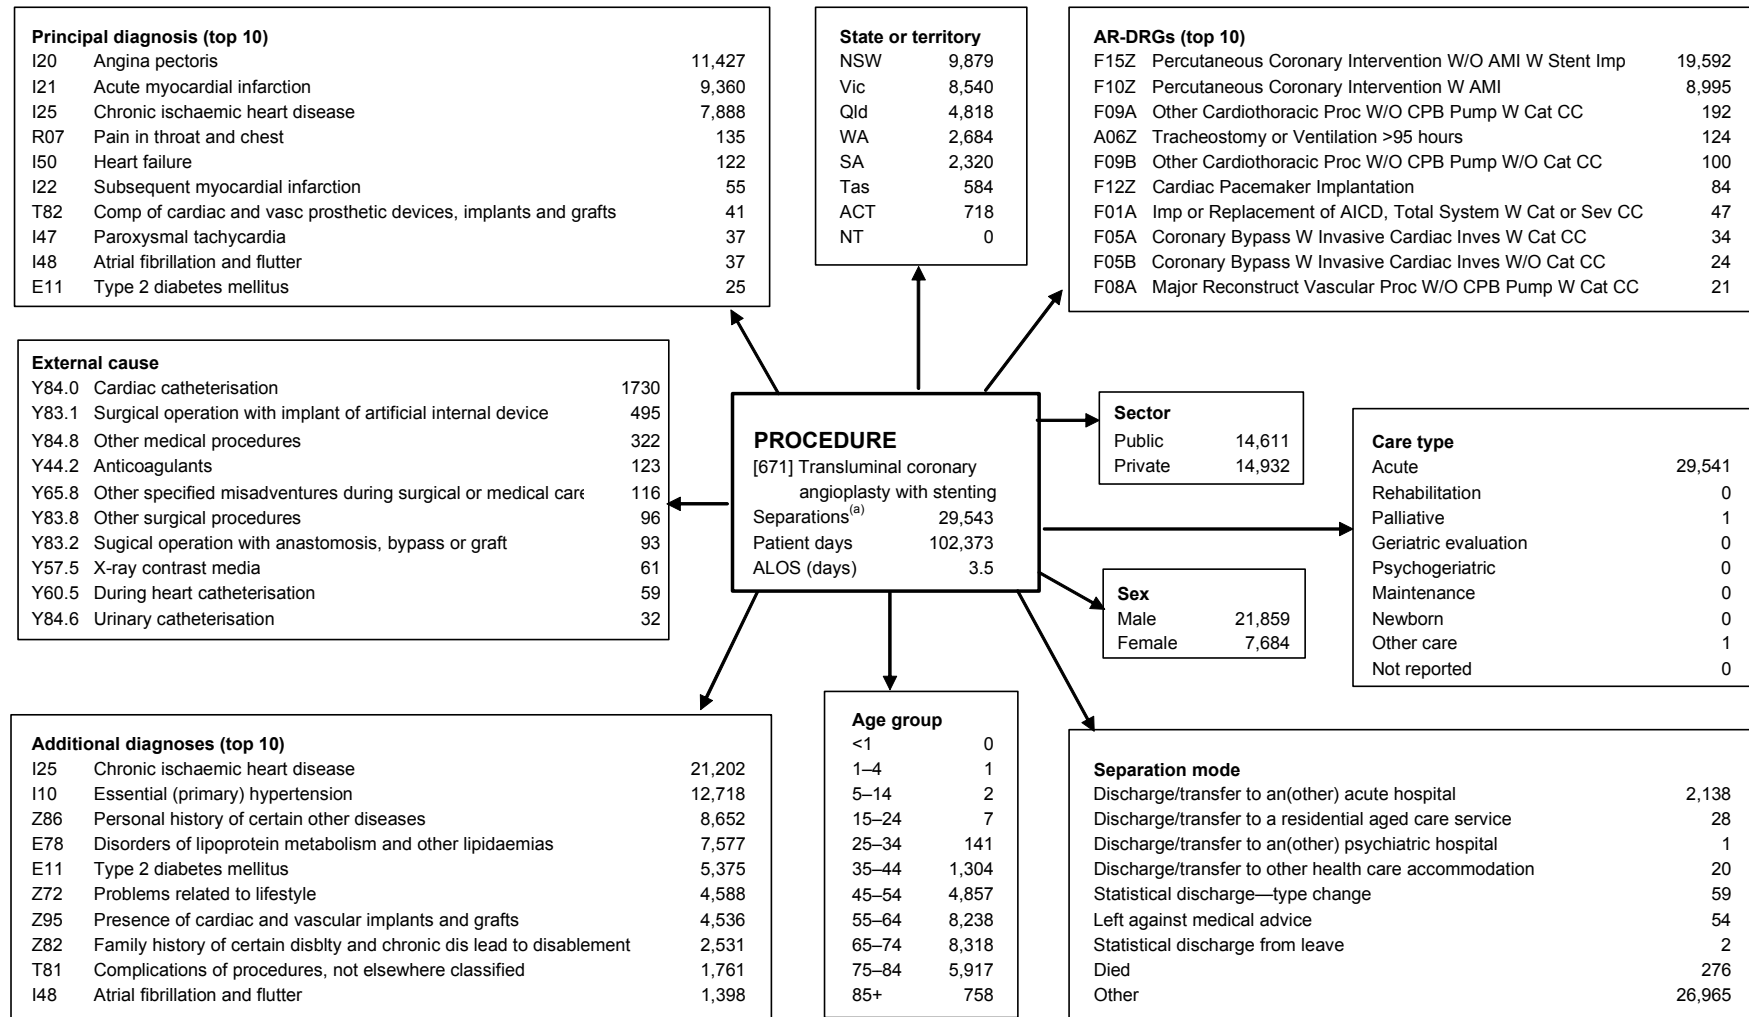 Principal diagnosis (top 10)
I20 Angina pectoris 11,427
I21 Acute myocardial infarction 9,360
I25 Chronic ischaemic heart disease 7,888
R07 Pain in throat and chest 135
I50 Heart failure 122
I22 Subsequent myocardial infarction 55
T82 Comp of cardiac and vasc prosthetic devices, implants and grafts 41
I47 Paroxysmal tachycardia 37
I48 Atrial fibrillation and flutter 37
E11 Type 2 diabetes mellitus 25
State or territory
NSW 9,879
Vic 8,540
Qld 4,818
WA 2,684
SA 2,320
Tas 584
ACT 718
NT 0
AR-DRGs (top 10)
F15Z Percutaneous Coronary Intervention W/O AMI W Stent Imp 19,592
F10Z Percutaneous Coronary Intervention W AMI 8,995
F09A Other Cardiothoracic Proc W/O CPB Pump W Cat CC 192
A06Z Tracheostomy or Ventilation >95 hours 124
F09B Other Cardiothoracic Proc W/O CPB Pump W/O Cat CC 100
F12Z Cardiac Pacemaker Implantation 84
F01A Imp or Replacement of AICD, Total System W Cat or Sev CC 47
F05A Coronary Bypass W Invasive Cardiac Inves W Cat CC 34
F05B Coronary Bypass W Invasive Cardiac Inves W/O Cat CC 24
F08A Major Reconstruct Vascular Proc W/O CPB Pump W Cat CC 21
External cause
Y84.0 Cardiac catheterisation 1730
Y83.1 Surgical operation with implant of artificial internal device 495
Y84.8 Other medical procedures 322
Y44.2 Anticoagulants 123
Y65.8 Other specified misadventures during surgical or medical care 116
Y83.8 Other surgical procedures 96
Y83.2 Sugical operation with anastomosis, bypass or graft 93
Y57.5 X-ray contrast media 61
Y60.5 During heart catheterisation 59
Y84.6 Urinary catheterisation 32
PROCEDURE
[671] Transluminal coronary
angioplasty with stenting
Separations(a) 29,543
Patient days 102,373
ALOS (days) 3.5
Sector
Public 14,611
Private 14,932
Sex
Male 21,859
Female 7,684
Care type
Acute 29,541
Rehabilitation 0
Palliative 1
Geriatric evaluation 0
Psychogeriatric 0
Maintenance 0
Newborn 0
Other care 1
Not reported 0
Additional diagnoses (top 10)
I25 Chronic ischaemic heart disease 21,202
I10 Essential (primary) hypertension 12,718
Z86 Personal history of certain other diseases 8,652
E78 Disorders of lipoprotein metabolism and other lipidaemias 7,577
E11 Type 2 diabetes mellitus 5,375
Z72 Problems related to lifestyle 4,588
Z95 Presence of cardiac and vascular implants and grafts 4,536
Z82 Family history of certain disblty and chronic dis lead to disablement 2,531
T81 Complications of procedures, not elsewhere classified 1,761
I48 Atrial fibrillation and flutter 1,398
Age group
<1 0
1–4 1
5–14 2
15–24 7
25–34 141
35–44 1,304
45–54 4,857
55–64 8,238
65–74 8,318
75–84 5,917
85+ 758
Separation mode
Discharge/transfer to an(other) acute hospital 2,138
Discharge/transfer to a residential aged care service 28
Discharge/transfer to an(other) psychiatric hospital 1
Discharge/transfer to other health care accommodation 20
Statistical discharge—type change 59
Left against medical advice 54
Statistical discharge from leave 2
Died 276
Other 26,965